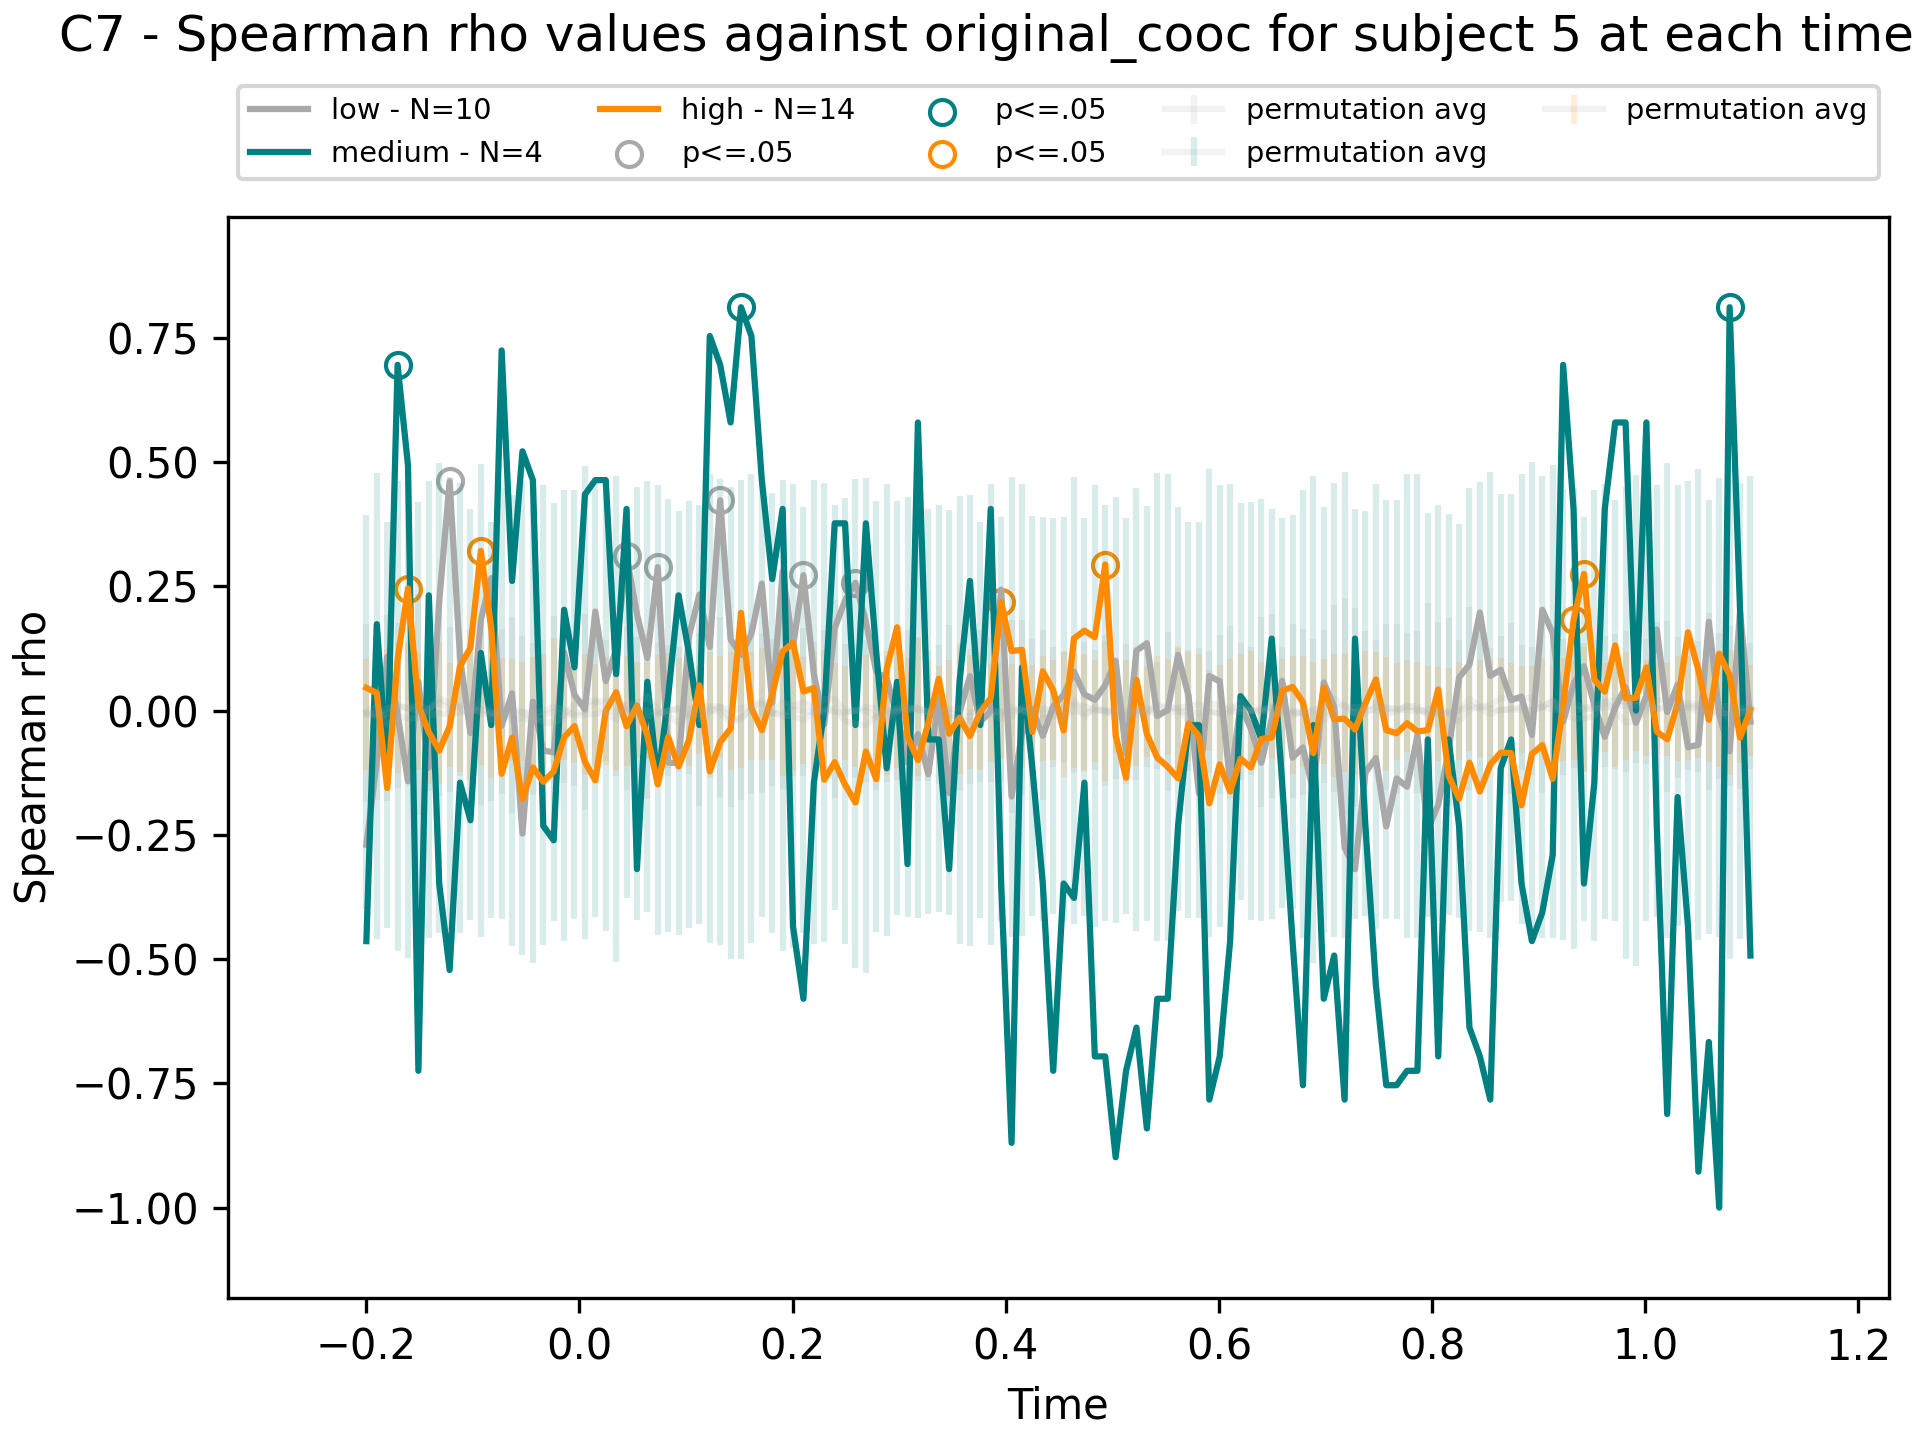 C7 - Spearman rho values against original_cooc for subject 5 at each time
low - N=10 high - N=14 p<=.05 permutation avg permutation avg
medium - N=4 p<=.05 p<=.05 permutation avg
Spearman rho
0.75
0.50
0.25
0.00
−0.25
−0.50
−0.75
−1.00
−0.2 0.0 0.2 0.4 0.6 0.8 1.0 1.2
Time